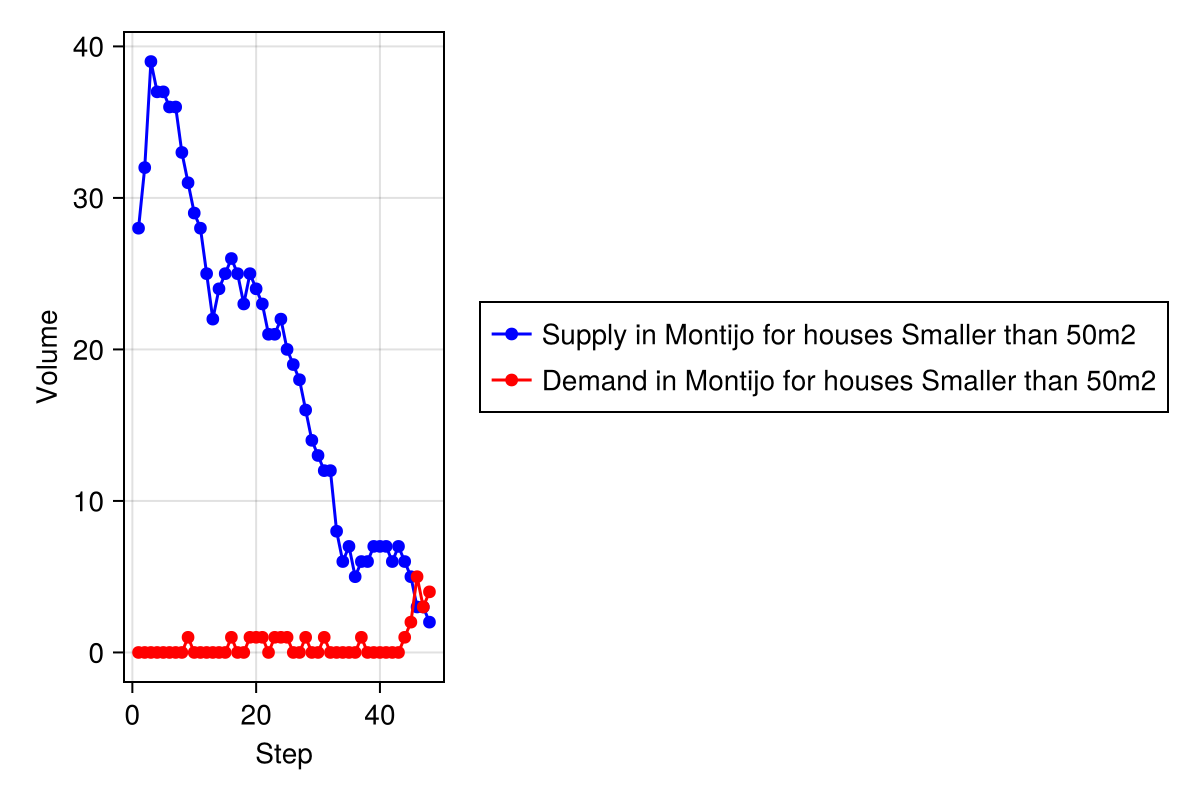 40
30
20
10
0
Volume
0 20 40
Step
Supply in Montijo for houses Smaller than 50m2
Demand in Montijo for houses Smaller than 50m2